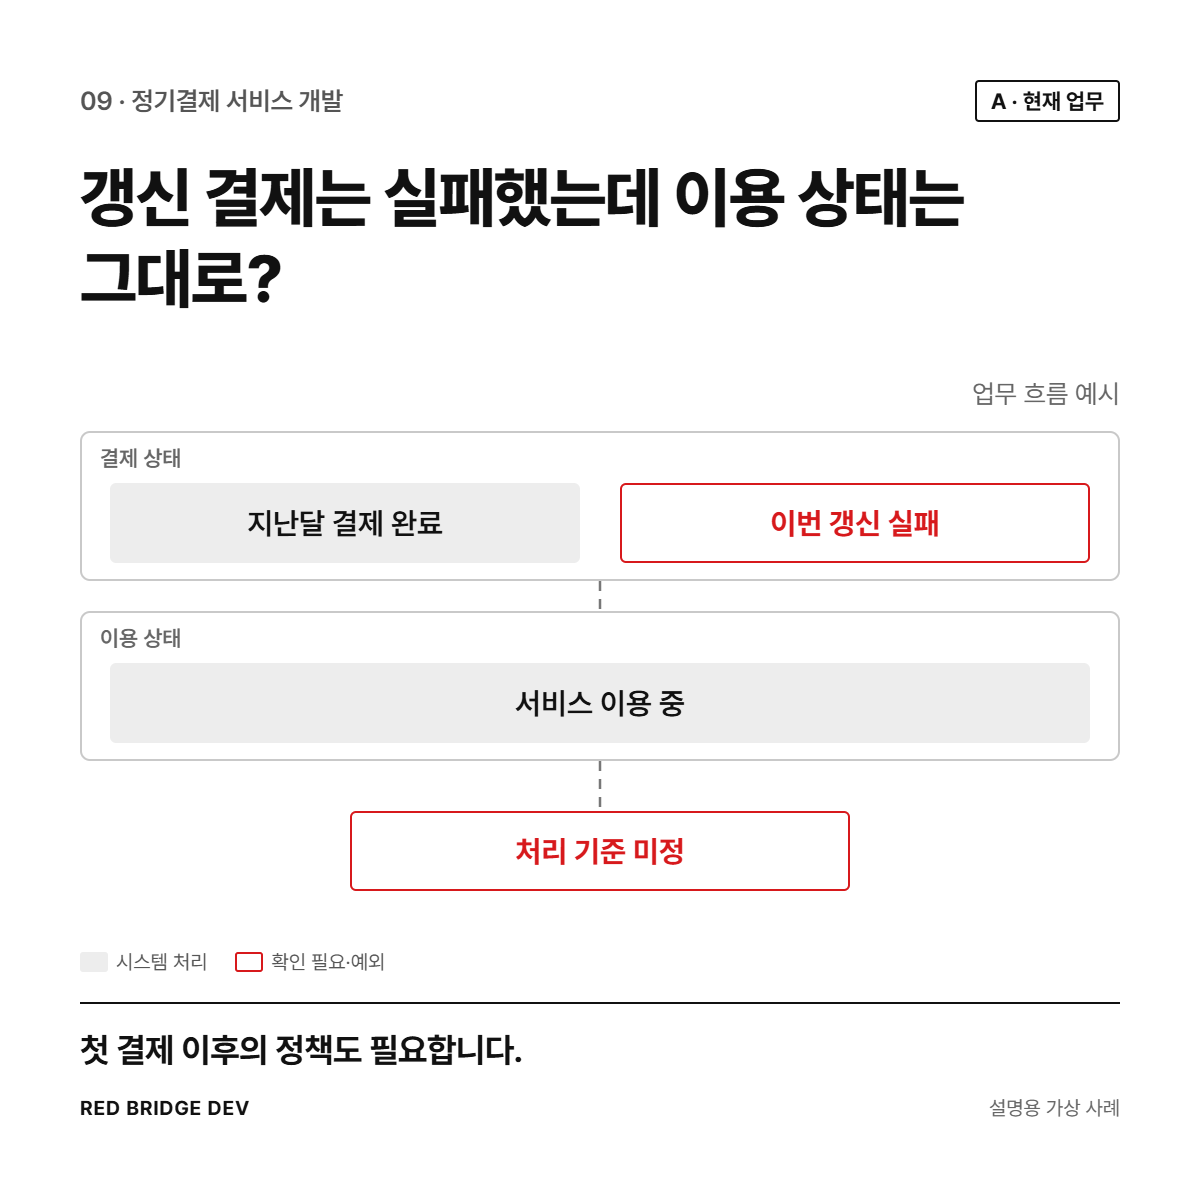 09 · 정기결제 서비스 개발
A · 현재 업무
갱신 결제는 실패했는데 이용 상태는
그대로?
업무 흐름 예시
결제 상태
지난달 결제 완료
이번 갱신 실패
이용 상태
서비스 이용 중
처리 기준 미정
시스템 처리
확인 필요·예외
첫 결제 이후의 정책도 필요합니다.
RED BRIDGE DEV
설명용 가상 사례